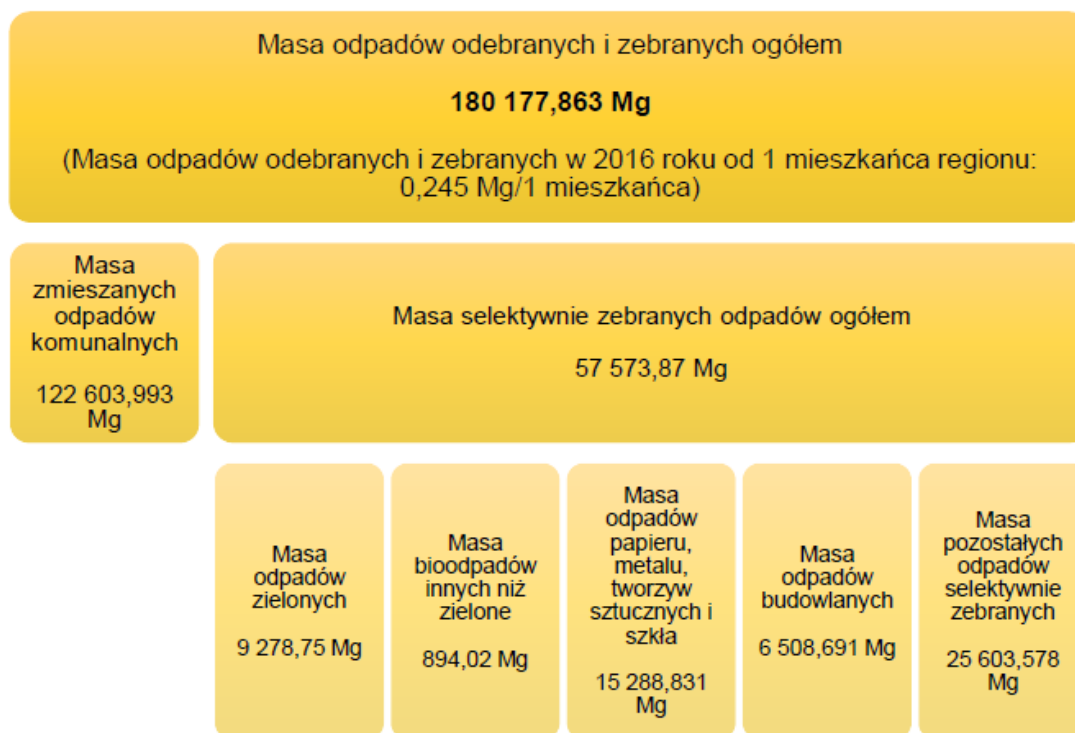 Masa odpadów odebranych i zebranych ogółem
180 177,863 Mg
(Masa odpadów odebranych i zebranych w 2016 roku od 1 mieszkańca regionu:
0,245 Mg/1 mieszkańca)
Masa
zmieszanych
odpadów
komunalnych
122 603,993
Mg
Masa selektywnie zebranych odpadów ogółem
57 573,87 Mg
Masa
odpadów
zielonych
9 278,75 Mg
Masa
bioodpadów
innych niż
zielone
894,02 Mg
Masa
odpadów
papieru,
metalu,
tworzyw
sztucznych i
szkła
15 288,831
Mg
Masa
odpadów
budowlanych
6 508,691 Mg
Masa
pozostałych
odpadów
selektywnie
zebranych
25 603,578
Mg